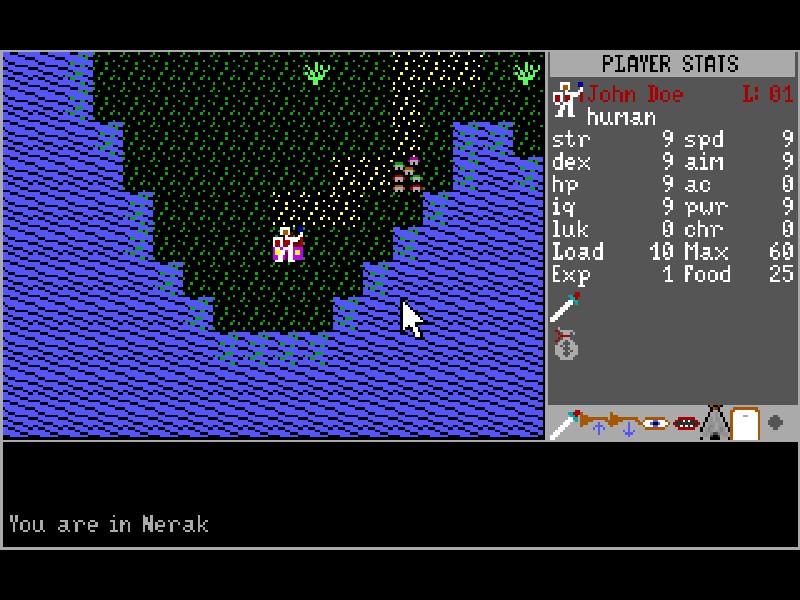 PLAYER STATS
John Doe L: 01
human
str 9 spd 9
dex 9 aim 9
hp 9 ac 0
iq 9 pwr 9
luk 0 chr 0
Load 10 Max 60
Exp 1 Food 25
You are in Nerak